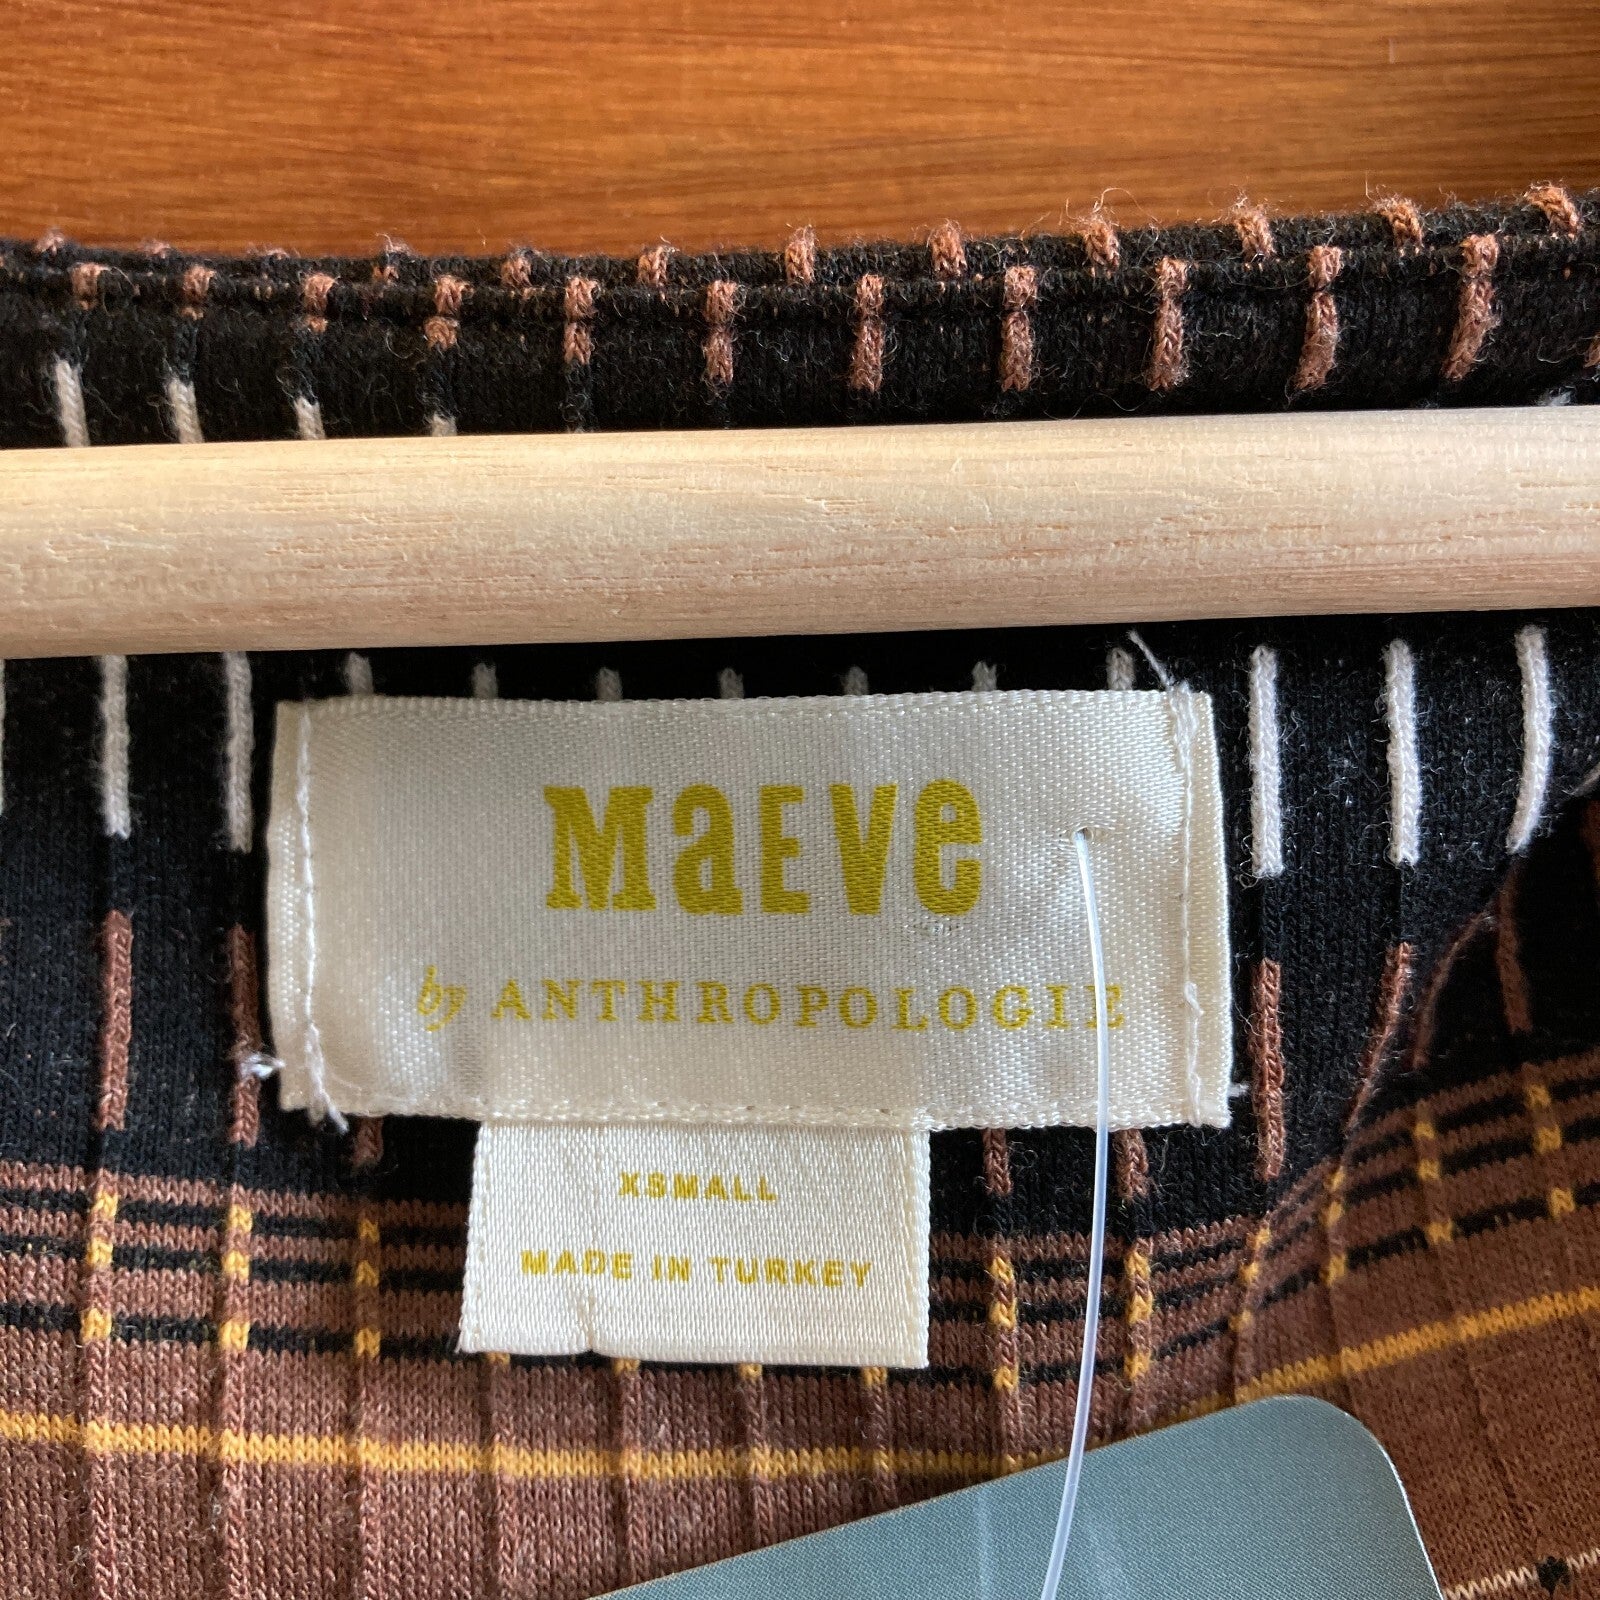 MaEVe
by ANTHROPOLOGIE
XSMALL
MADE IN TURKEY